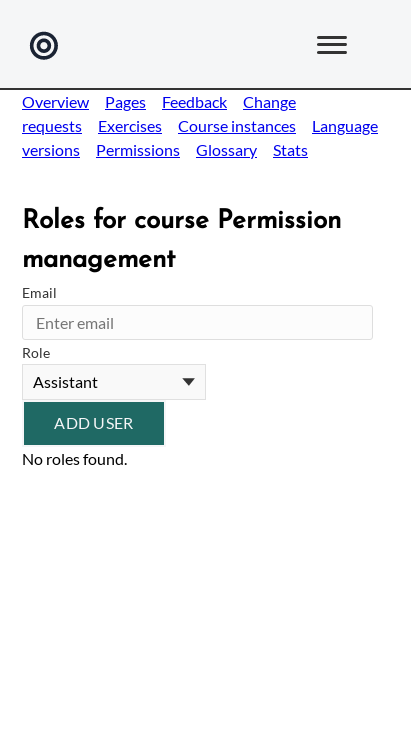 Overview Pages Feedback Change
requests Exercises Course instances Language
versions Permissions Glossary Stats
Roles for course Permission
management
Email
Enter email
Role
Assistant
ADD USER
No roles found.